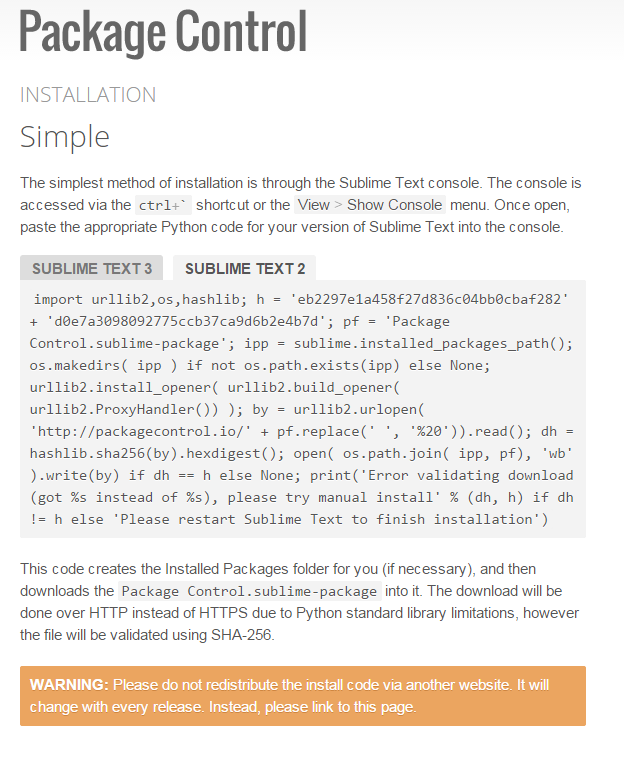 Package Control
INSTALLATION
Simple
The simplest method of installation is through the Sublime Text console. The console is
accessed via the ctrl+` shortcut or the View > Show Console menu. Once open,
paste the appropriate Python code for your version of Sublime Text into the console.
SUBLIME TEXT 3 SUBLIME TEXT 2
import urllib2,os,hashlib; h = 'eb2297e1a458f27d836c04bb0cbaf282'
+ 'd0e7a3098092775ccb37ca9d6b2e4b7d'; pf = 'Package
Control.sublime-package'; ipp = sublime.installed_packages_path();
os.makedirs( ipp ) if not os.path.exists(ipp) else None;
urllib2.install_opener( urllib2.build_opener(
urllib2.ProxyHandler()) ); by = urllib2.urlopen(
'http://packagecontrol.io/' + pf.replace(' ', '%20')).read(); dh =
hashlib.sha256(by).hexdigest(); open( os.path.join( ipp, pf), 'wb'
).write(by) if dh == h else None; print('Error validating download
(got %s instead of %s), please try manual install' % (dh, h) if dh
!= h else 'Please restart Sublime Text to finish installation')
This code creates the Installed Packages folder for you (if necessary), and then
downloads the Package Control.sublime-package into it. The download will be
done over HTTP instead of HTTPS due to Python standard library limitations, however
the file will be validated using SHA-256.
WARNING: Please do not redistribute the install code via another website. It will
change with every release. Instead, please link to this page.